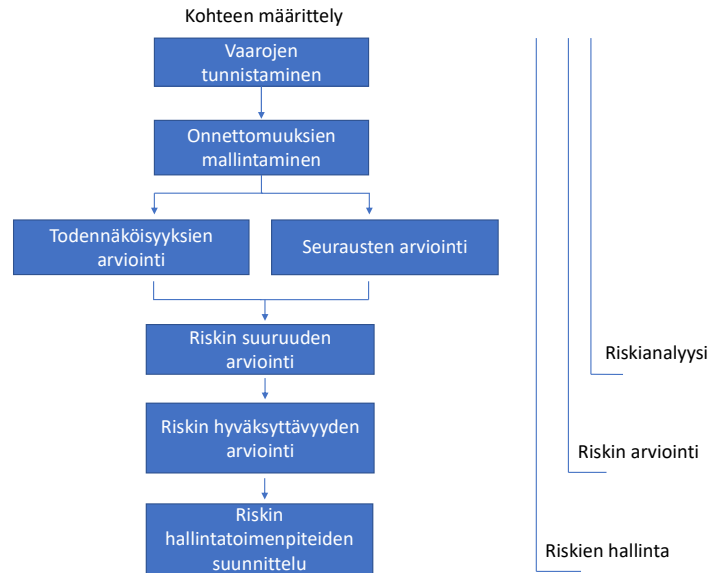 Kohteen määrittely
Vaarojen
tunnistaminen
Onnettomuuksien
mallintaminen
Todennäköisyyksien
arviointi
Seurausten arviointi
Riskin suuruuden
arviointi
Riskianalyysi
Riskin hyväksyttävyyden
arviointi
Riskin arviointi
Riskin
hallintatoimenpiteiden
suunnittelu
Riskien hallinta